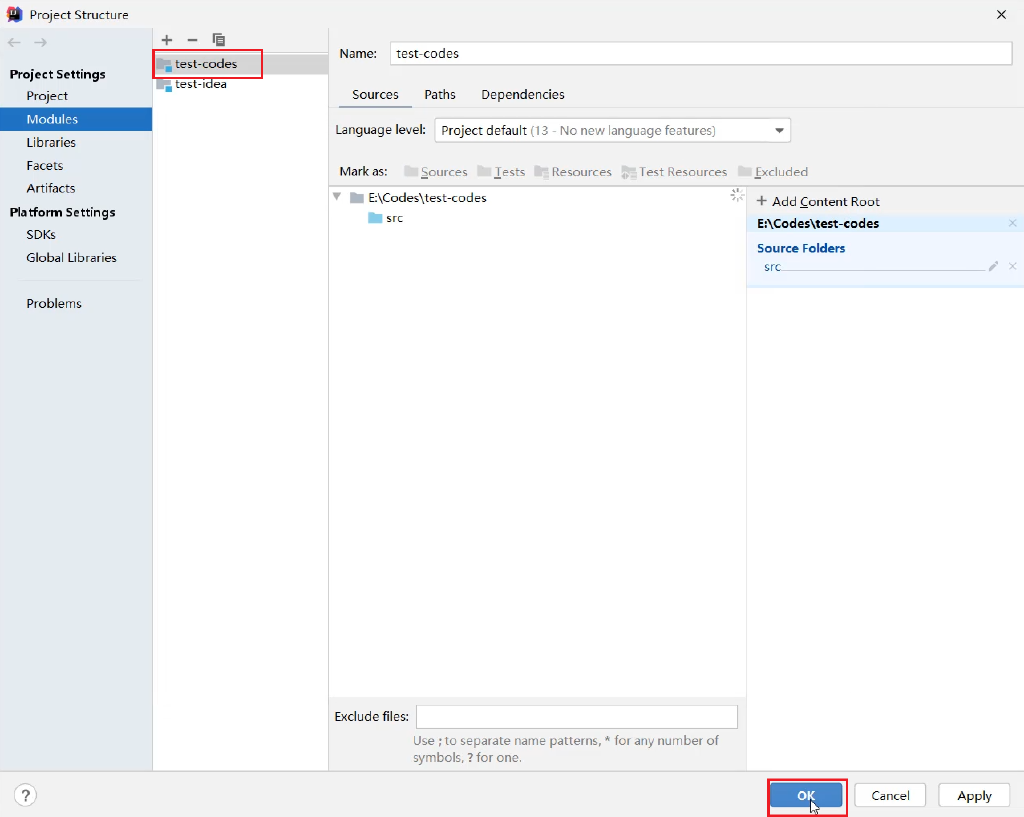 Project Structure
Project Settings
Project
Modules
Libraries
Facets
Artifacts
Platform Settings
SDKs
Global Libraries
Problems
test-codes
test-idea
Name: test-codes
Sources Paths Dependencies
Language level: Project default (13 - No new language features)
Mark as: Sources Tests Resources Test Resources Excluded
E:\Codes\test-codes
src
+ Add Content Root
E:\Codes\test-codes
Source Folders
src
Exclude files:
Use ; to separate name patterns, * for any number of
symbols, ? for one.
? OK Cancel Apply